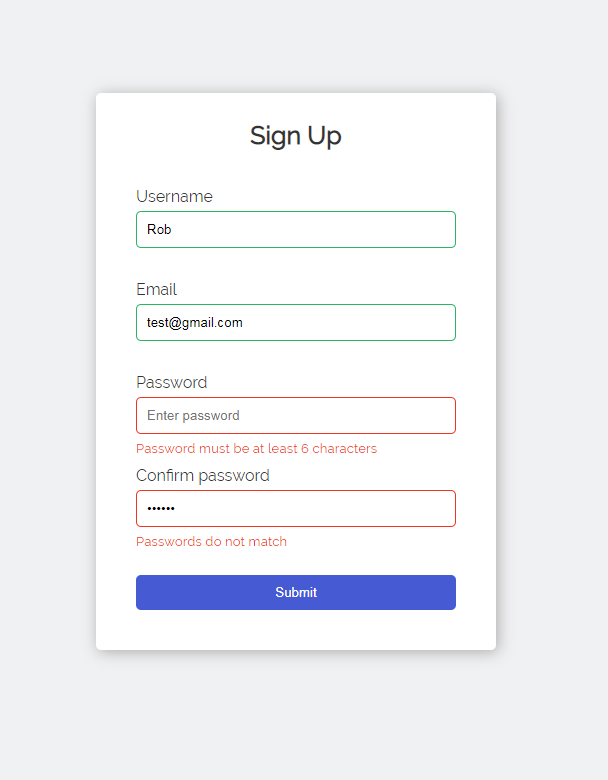 Sign Up
Username
Rob
Email
test@gmail.com
Password
Enter password
Password must be at least 6 characters
Confirm password
••••••
Passwords do not match
Submit